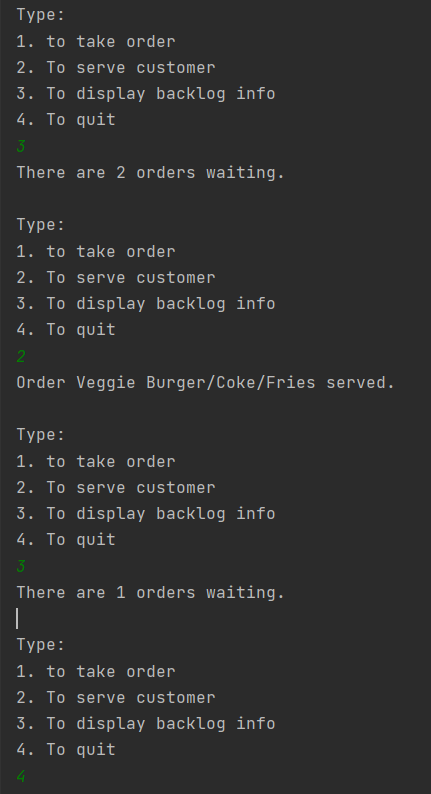 Type:
1. to take order
2. To serve customer
3. To display backlog info
4. To quit
3
There are 2 orders waiting.
Type:
1. to take order
2. To serve customer
3. To display backlog info
4. To quit
2
Order Veggie Burger/Coke/Fries served.
Type:
1. to take order
2. To serve customer
3. To display backlog info
4. To quit
3
There are 1 orders waiting.
Type:
1. to take order
2. To serve customer
3. To display backlog info
4. To quit
4